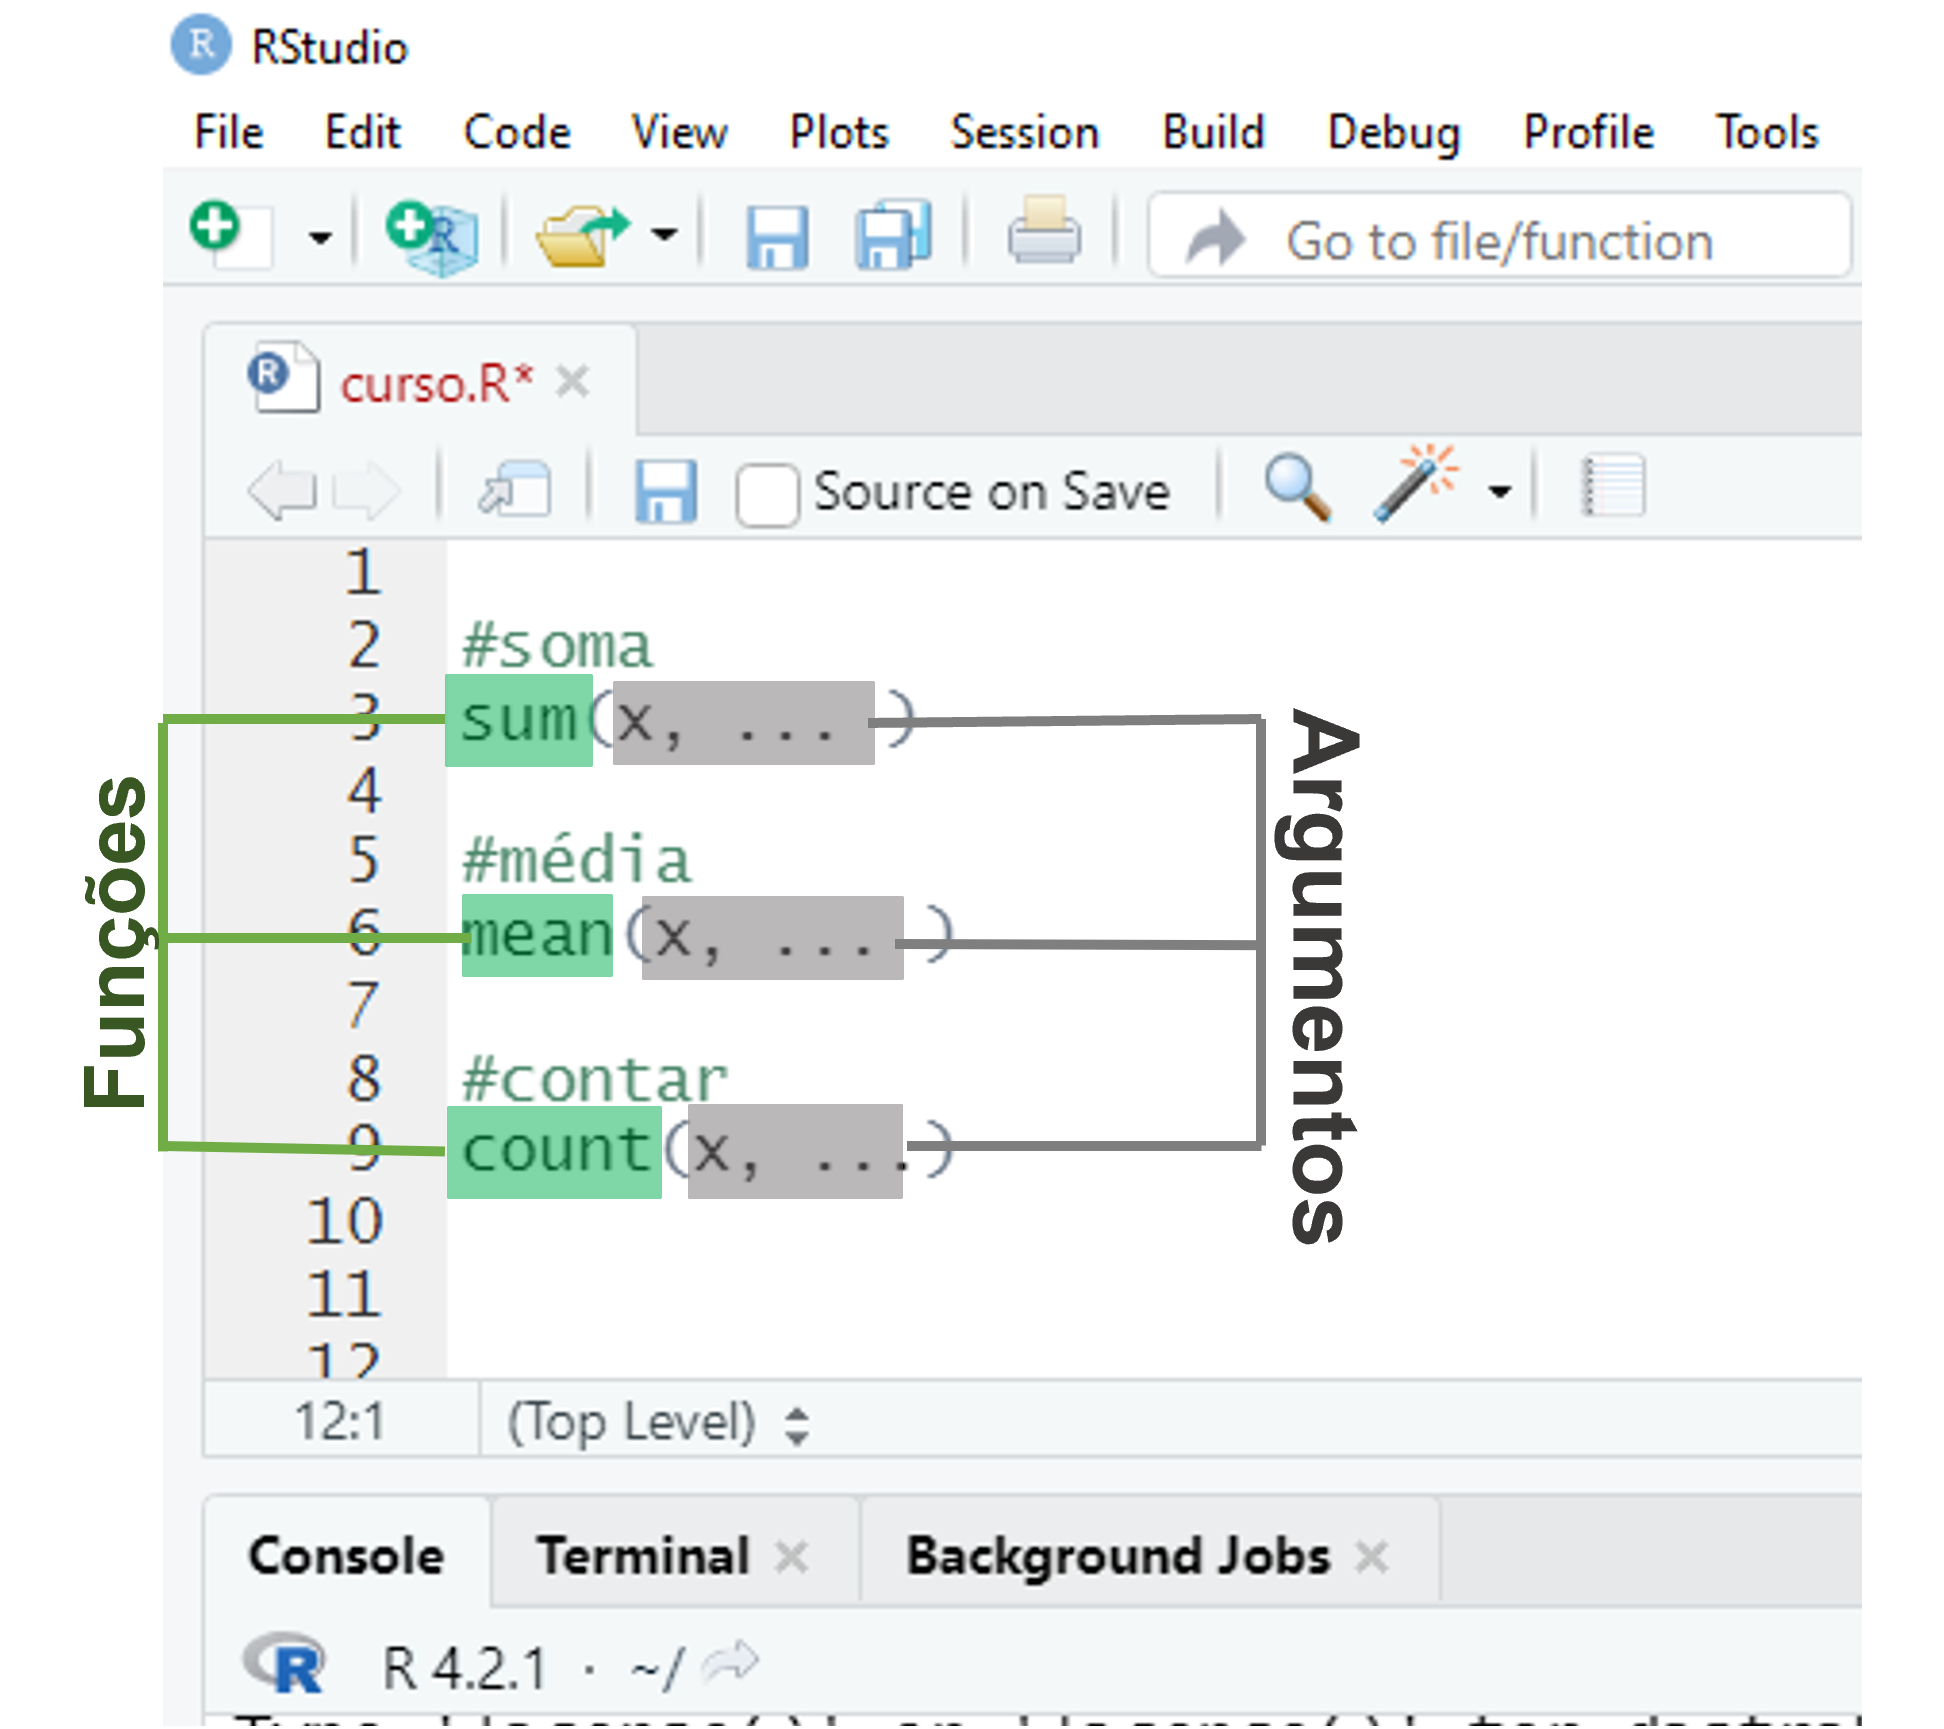 R RStudio
File Edit Code View Plots Session Build Debug Profile Tools
R Go to file/function
R curso.R*
Source on Save
1
2 #soma
3 sum(x, ... )
4
5 #média
6 mean(x, ... )
7
8 #contar
9 count(x, ...)
10
11
12
Funções
Argumentos
12:1 (Top Level)
Console Terminal Background Jobs
R R 4.2.1 · ~/